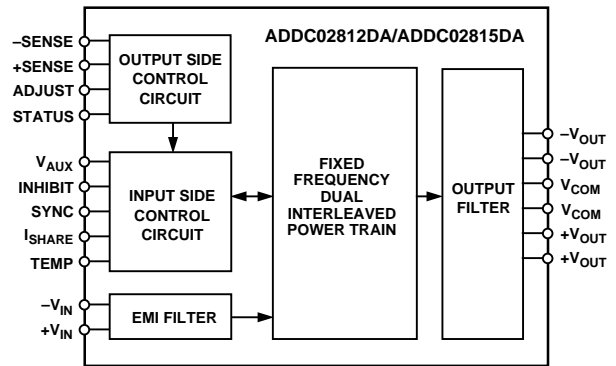 ADDC02812DA/ADDC02815DA
–SENSE
+SENSE
ADJUST
STATUS
OUTPUT SIDE
CONTROL
CIRCUIT
VAUX
INHIBIT
SYNC
ISHARE
TEMP
INPUT SIDE
CONTROL
CIRCUIT
–VIN
+VIN
EMI FILTER
FIXED
FREQUENCY
DUAL
INTERLEAVED
POWER TRAIN
OUTPUT
FILTER
–VOUT
–VOUT
VCOM
VCOM
+VOUT
+VOUT